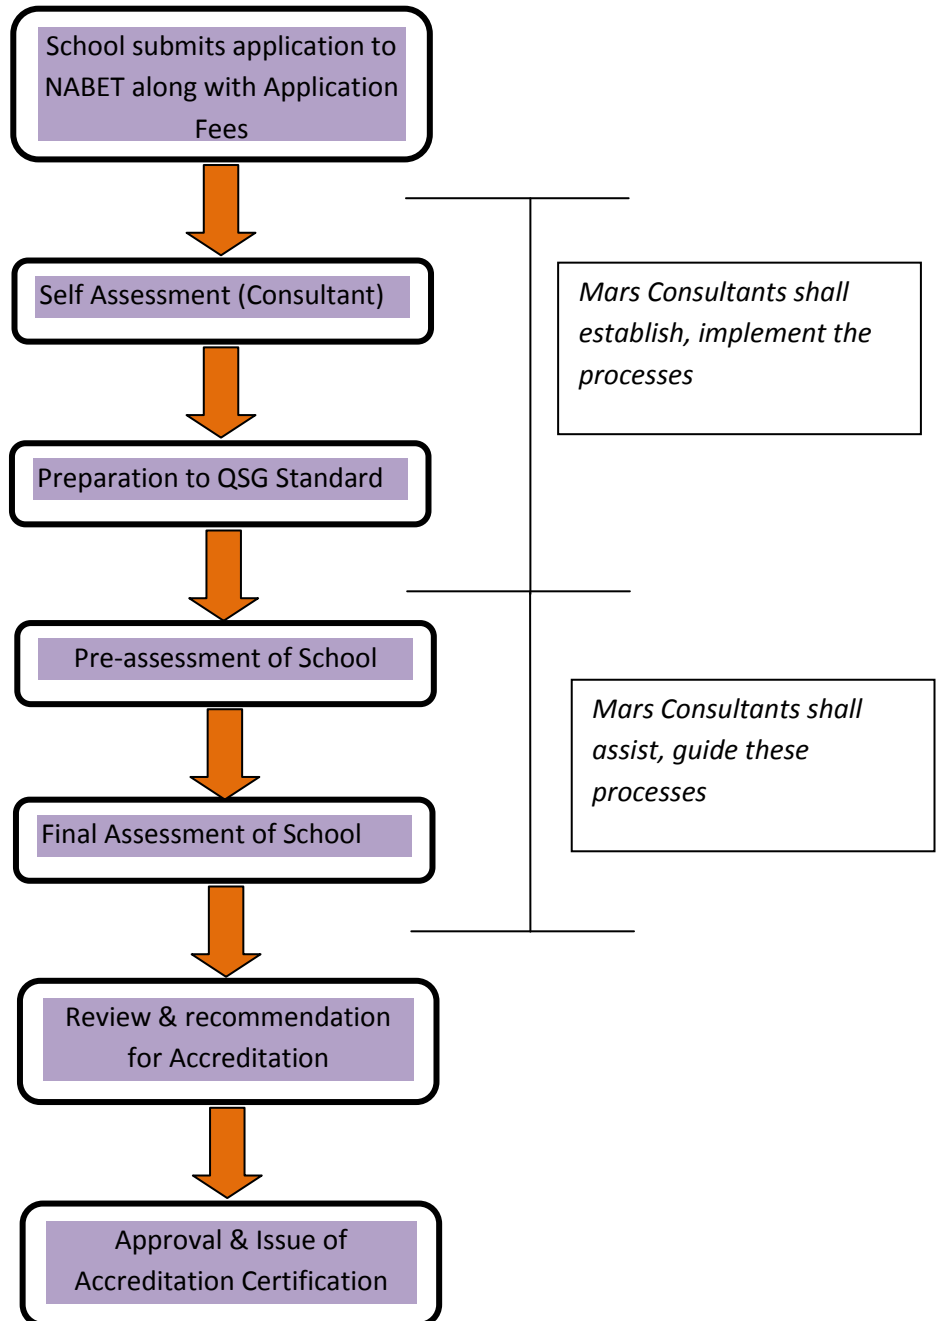 School submits application to
NABET along with Application
Fees
Self Assessment (Consultant)
Mars Consultants shall
establish, implement the
processes
Preparation to QSG Standard
Pre-assessment of School
Mars Consultants shall
assist, guide these
processes
Final Assessment of School
Review & recommendation
for Accreditation
Approval & Issue of
Accreditation Certification